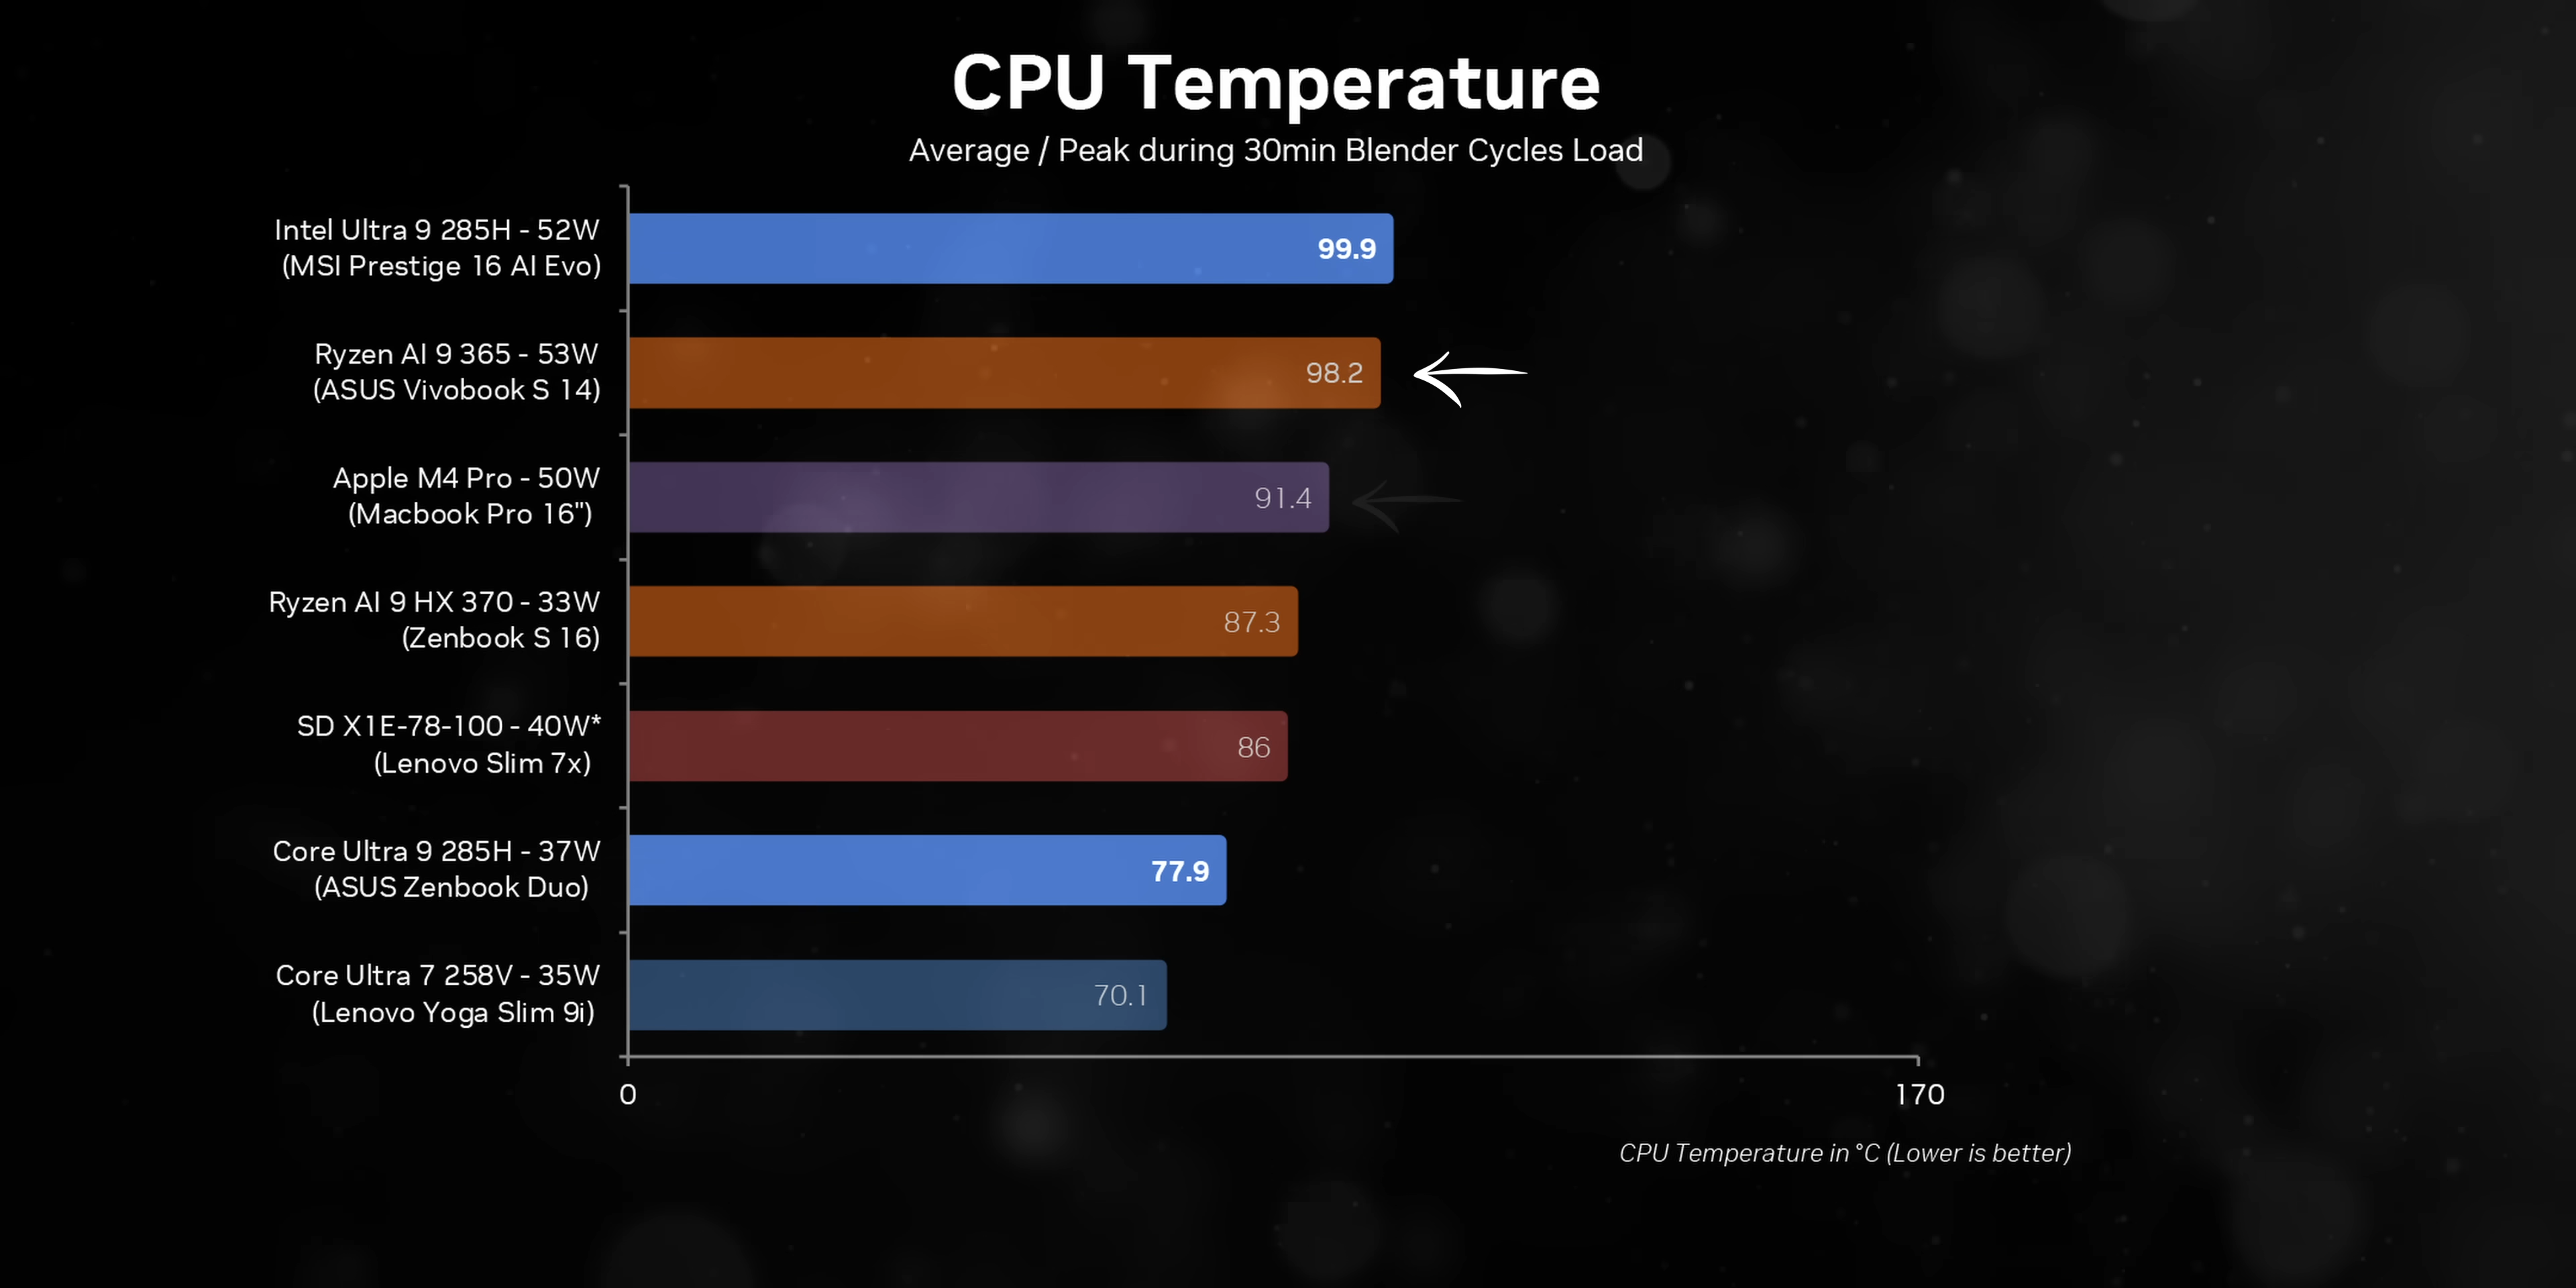 CPU Temperature
Average / Peak during 30min Blender Cycles Load
Intel Ultra 9 285H - 52W
(MSI Prestige 16 AI Evo)
99.9
Ryzen AI 9 365 - 53W
(ASUS Vivobook S 14)
98.2
Apple M4 Pro - 50W
(Macbook Pro 16")
91.4
Ryzen AI 9 HX 370 - 33W
(Zenbook S 16)
87.3
SD X1E-78-100 - 40W*
(Lenovo Slim 7x)
86
Core Ultra 9 285H - 37W
(ASUS Zenbook Duo)
77.9
Core Ultra 7 258V - 35W
(Lenovo Yoga Slim 9i)
70.1
0
170
CPU Temperature in °C (Lower is better)